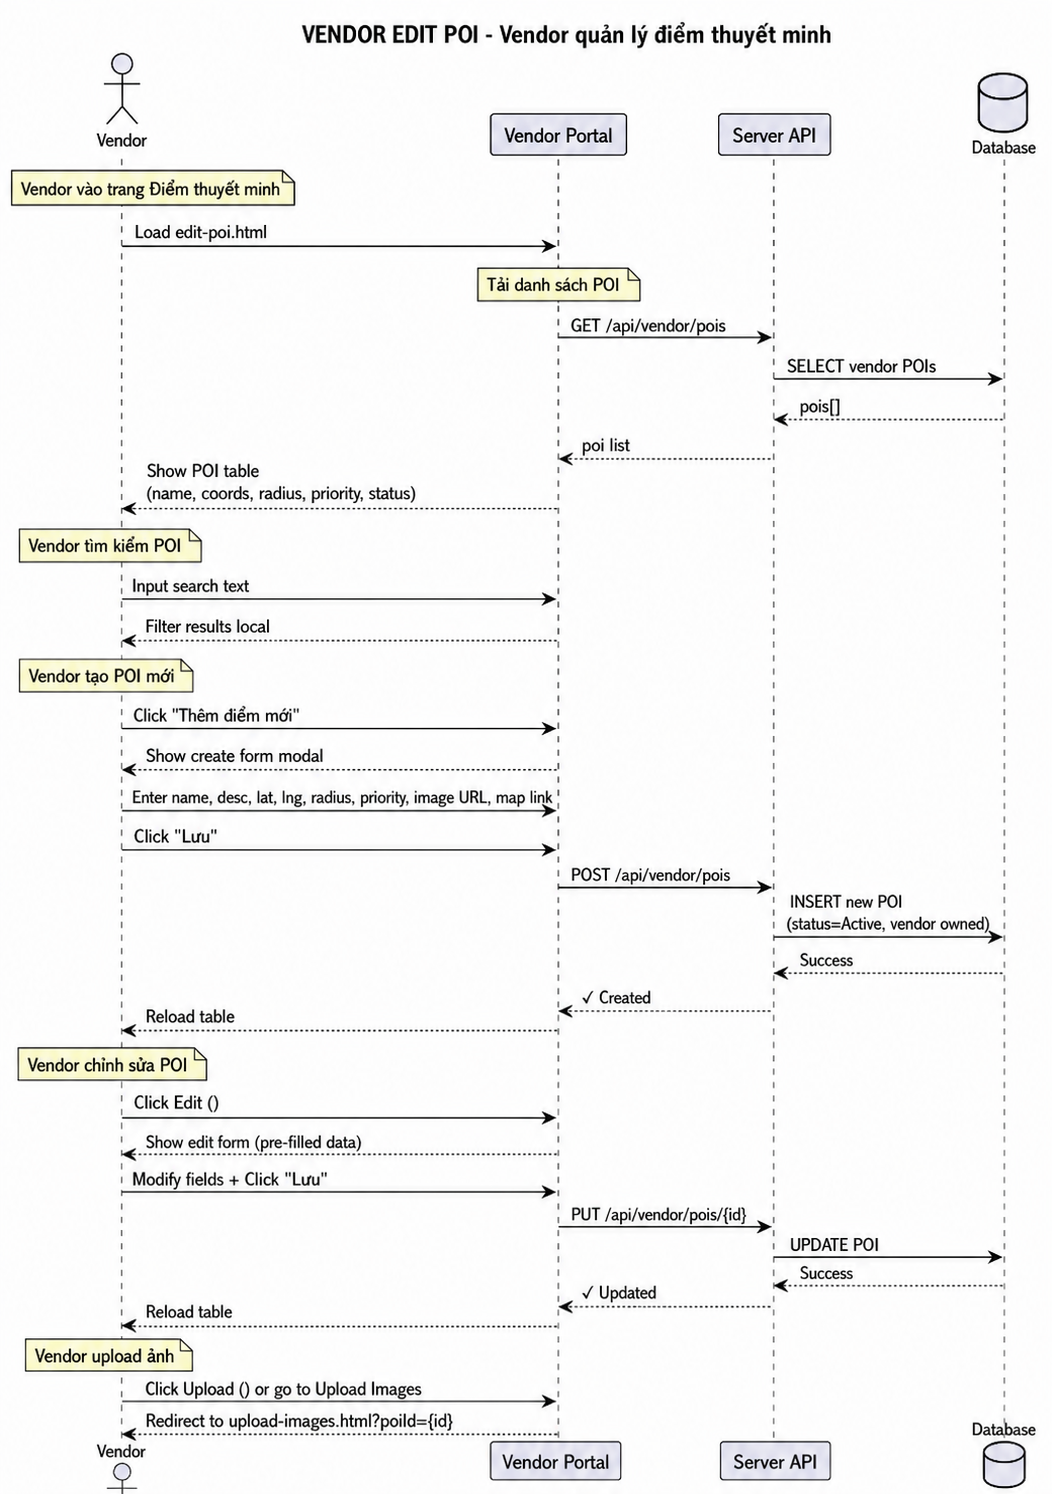 VENDOR EDIT POI - Vendor quản lý điểm thuyết minh
Vendor
Vendor Portal
Server API
Database
Vendor vào trang Điểm thuyết minh
Load edit-poi.html
Tải danh sách POI
GET /api/vendor/pois
SELECT vendor POIs
pois[]
poi list
Show POI table
(name, coords, radius, priority, status)
Vendor tìm kiểm POI
Input search text
Filter results local
Vendor tạo POI mới
Click "Thêm điểm mới"
Show create form modal
Enter name, desc, lat, lng, radius, priority, image URL, map link
Click "Lưu"
POST /api/vendor/pois
INSERT new POI
(status=Active, vendor owned)
Success
✓ Created
Reload table
Vendor chỉnh sửa POI
Click Edit ()
Show edit form (pre-filled data)
Modify fields + Click "Lưu"
PUT /api/vendor/pois/{id}
UPDATE POI
Success
✓ Updated
Reload table
Vendor upload ảnh
Click Upload () or go to Upload Images
Redirect to upload-images.html?poiId={id}
Vendor
Vendor Portal
Server API
Database